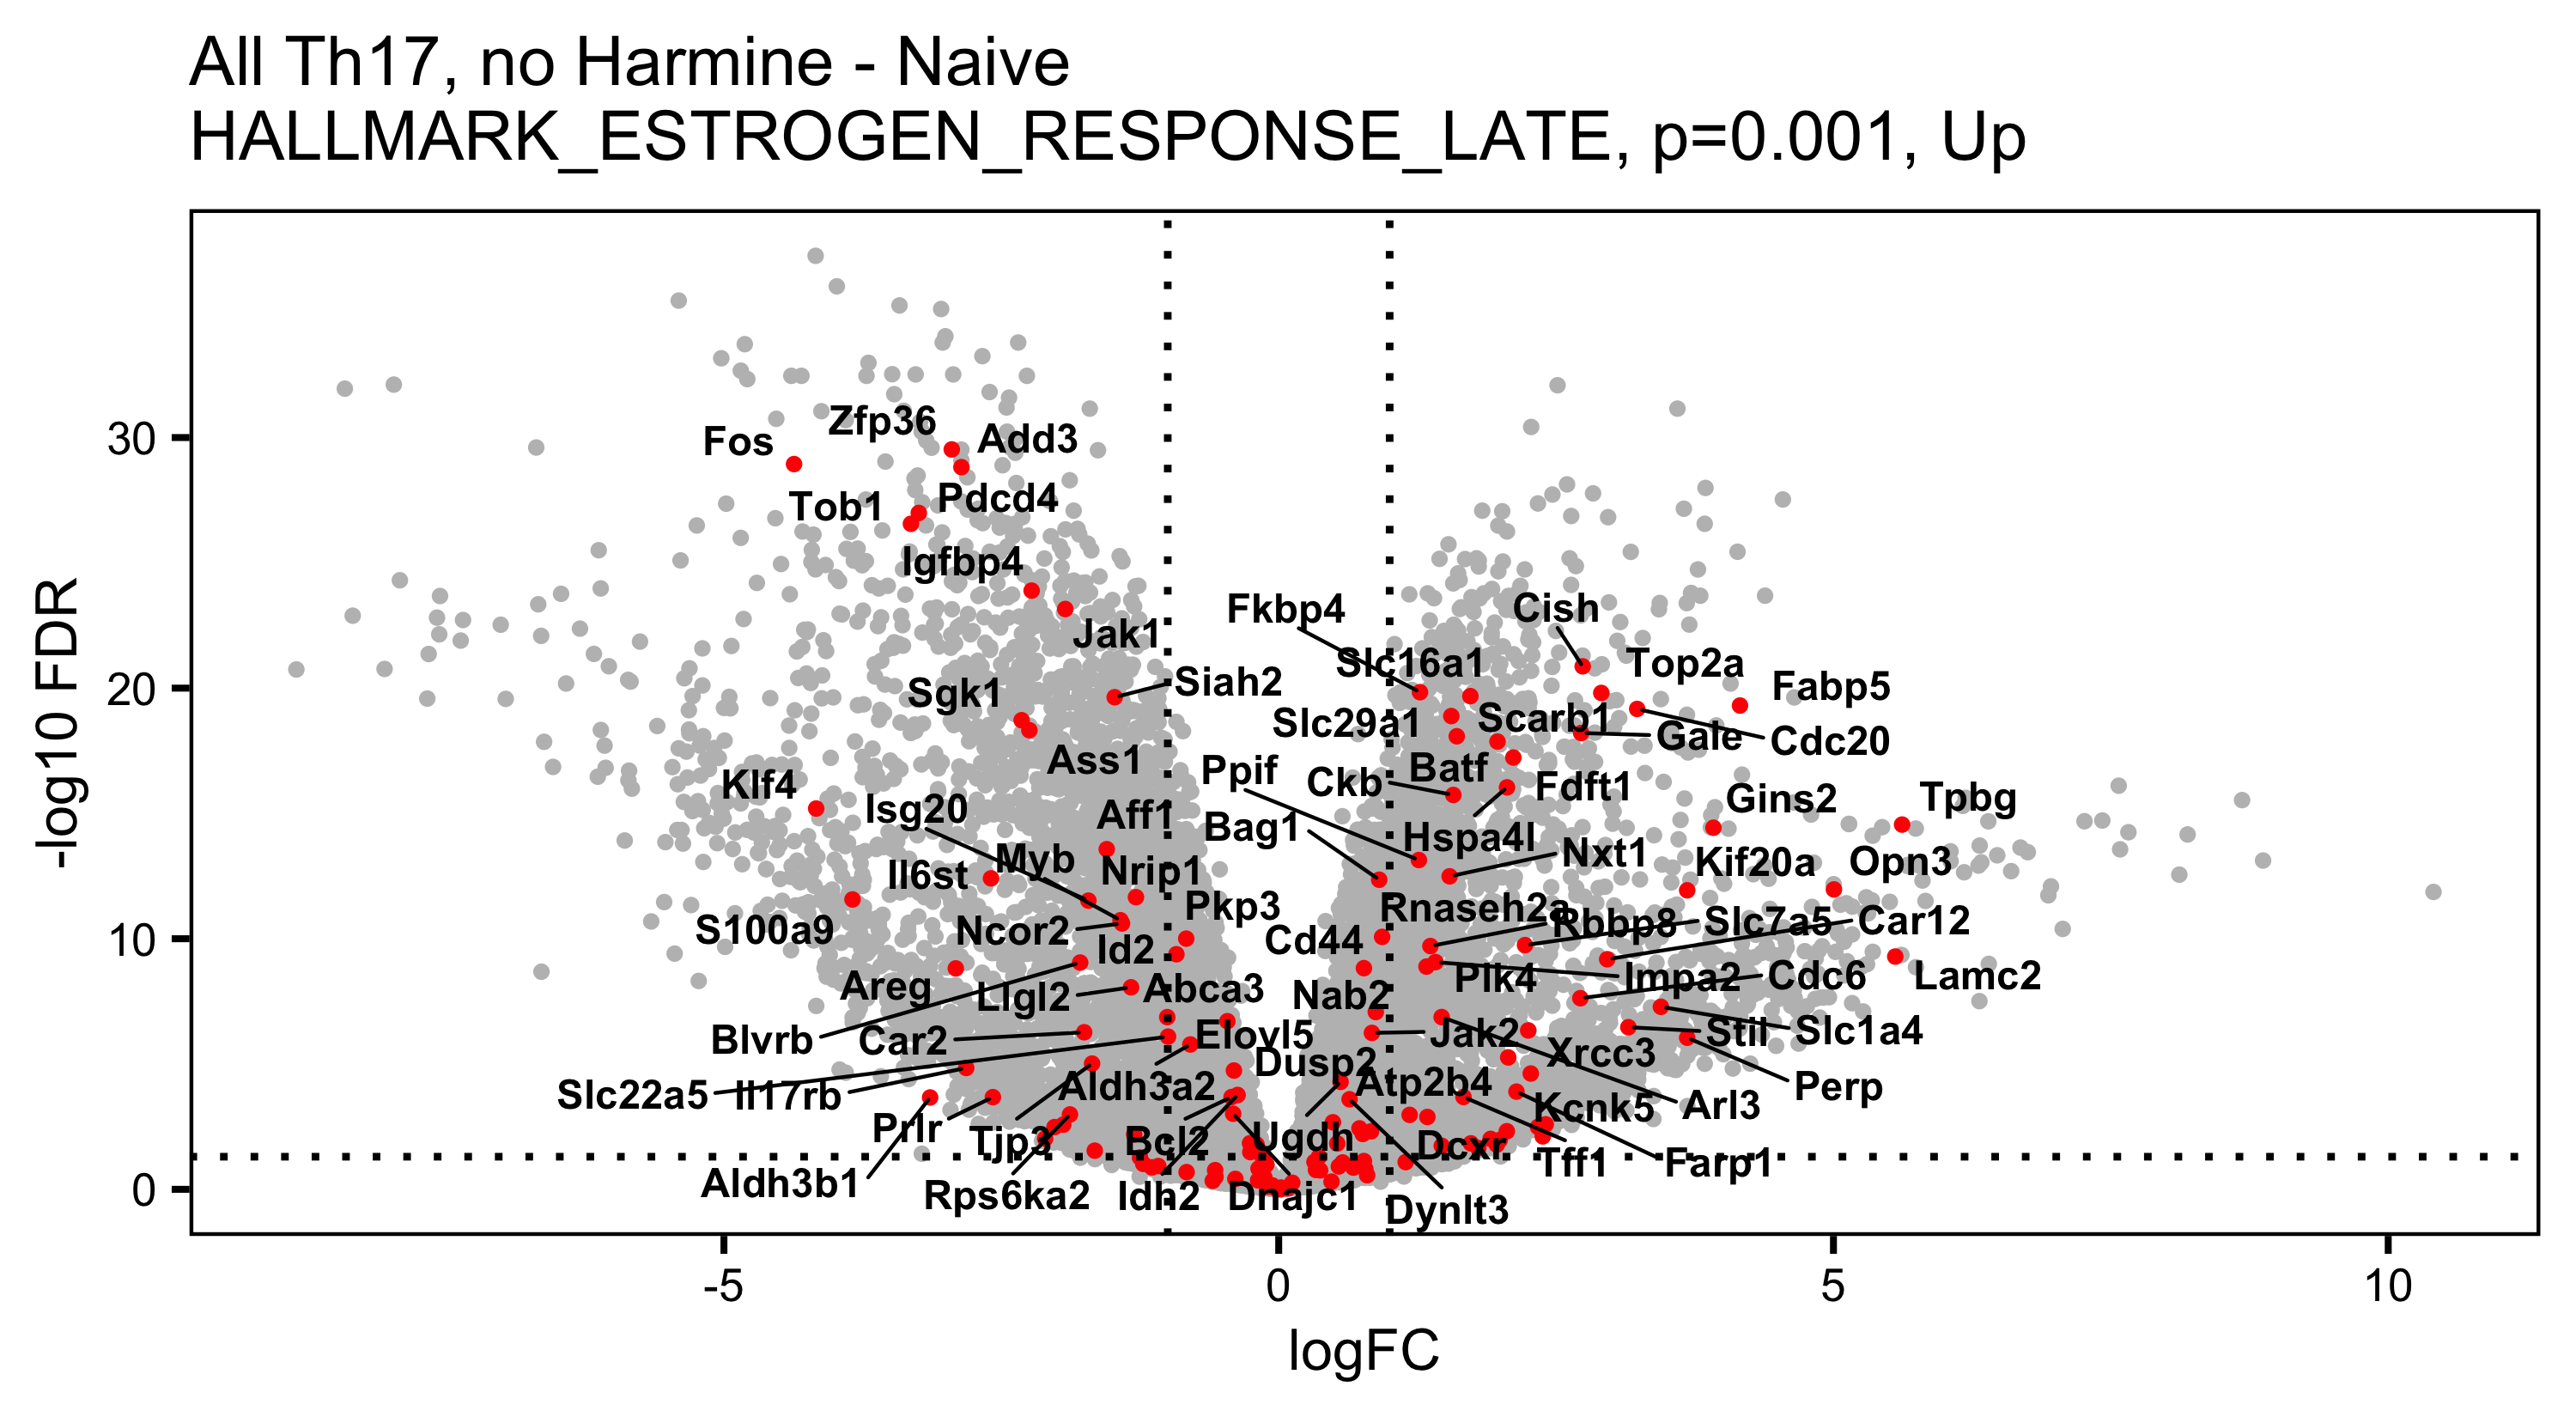 All Th17, no Harmine - Naive
HALLMARK_ESTROGEN_RESPONSE_LATE, p=0.001, Up
-log10 FDR
30
20
10
0
Zfp36
Fos
Add3
Tob1
Pdcd4
Igfbp4
Jak1
Siah2
Sgk1
Ass1
Klf4
Isg20
Aff1
Myb
Il6st
Nrip1
S100a9
Pkp3
Ncor2
Id2
Areg
Llgl2
Abca3
Blvrb
Car2
Elovl5
Slc22a5
Il17rb
Aldh3a2
Prlr
Tjp3
Bcl2
Aldh3b1
Rps6ka2
Idh2
Fkbp4
Cish
Slc16a1
Top2a
Fabp5
Slc29a1
Scarb1
Gale
Cdc20
Ppif
Ckb
Batf
Fdft1
Gins2
Tpbg
Bag1
Hspa4l
Nxt1
Kif20a
Opn3
Rnaseh2a
Rbbp8
Slc7a5
Car12
Cd44
Plk4
Impa2
Cdc6
Lamc2
Nab2
Jak2
Stil
Slc1a4
Dusp2
Xrcc3
Atp2b4
Perp
Kcnk5
Arl3
Ugdh
Dcxr
Tff1
Farp1
Dnajc1
Dynlt3
-5
0
5
10
logFC